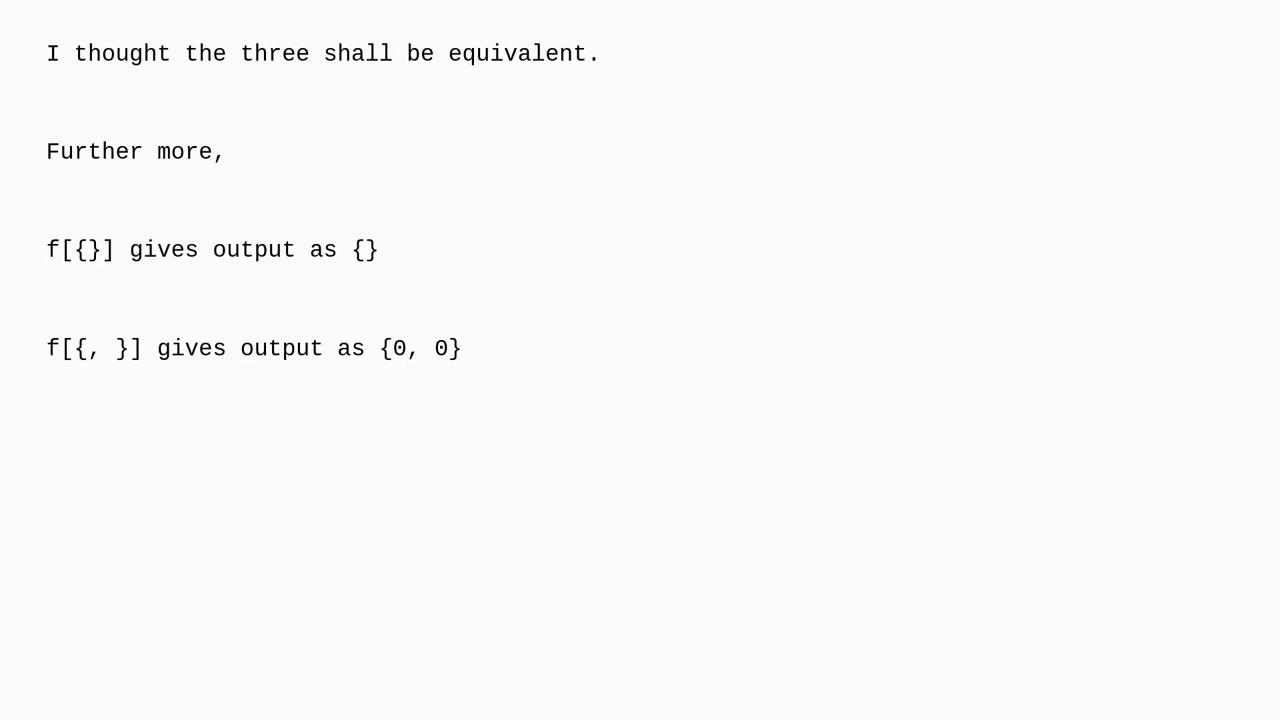 I thought the three shall be equivalent.
Further more,
f[{}] gives output as {}
f[{, }] gives output as {0, 0}